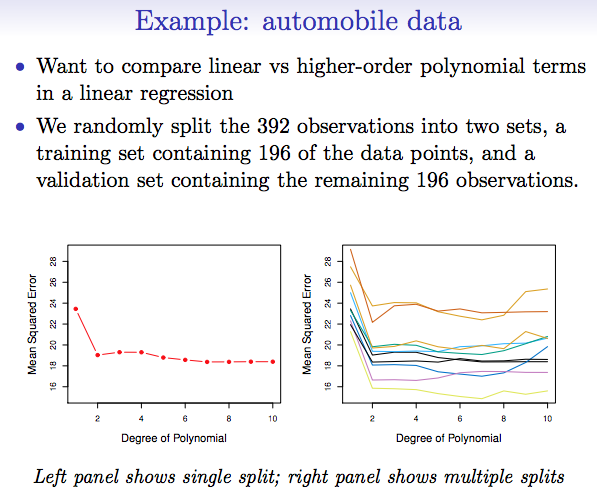 Example: automobile data
• Want to compare linear vs higher-order polynomial terms
in a linear regression
• We randomly split the 392 observations into two sets, a
training set containing 196 of the data points, and a
validation set containing the remaining 196 observations.
Mean Squared Error
28
26
24
22
20
18
16
2 4 6 8 10
Degree of Polynomial
Mean Squared Error
28
26
24
22
20
18
16
2 4 6 8 10
Degree of Polynomial
Left panel shows single split; right panel shows multiple splits